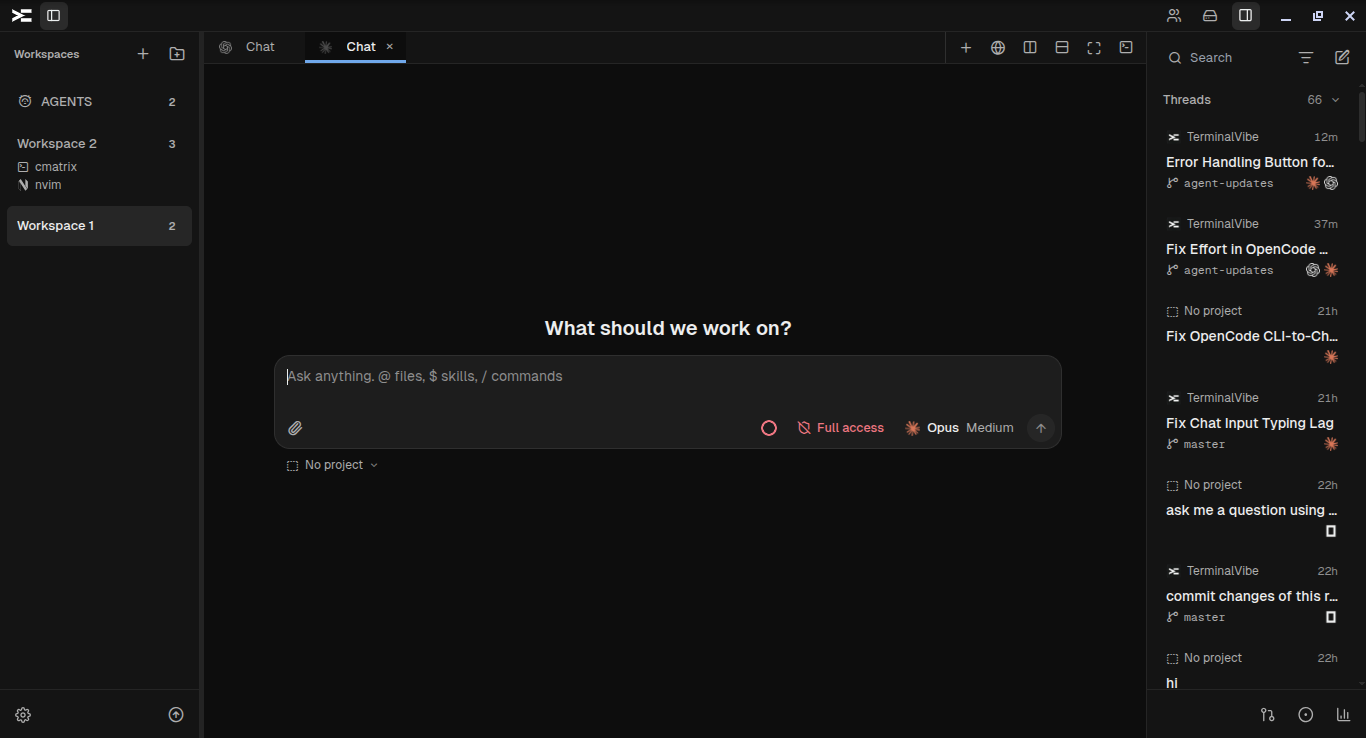 Workspaces
AGENTS 2
Workspace 2 3
cmatrix
nvim
Workspace 1 2
Chat
Chat
What should we work on?
Ask anything. @ files, $ skills, / commands
Full access Opus Medium
No project
Search
Threads 66
TerminalVibe 12m
Error Handling Button fo...
agent-updates
TerminalVibe 37m
Fix Effort in OpenCode ...
agent-updates
No project 21h
Fix OpenCode CLI-to-Ch...
TerminalVibe 21h
Fix Chat Input Typing Lag
master
No project 22h
ask me a question using ...
TerminalVibe 22h
commit changes of this r...
master
No project 22h
hi